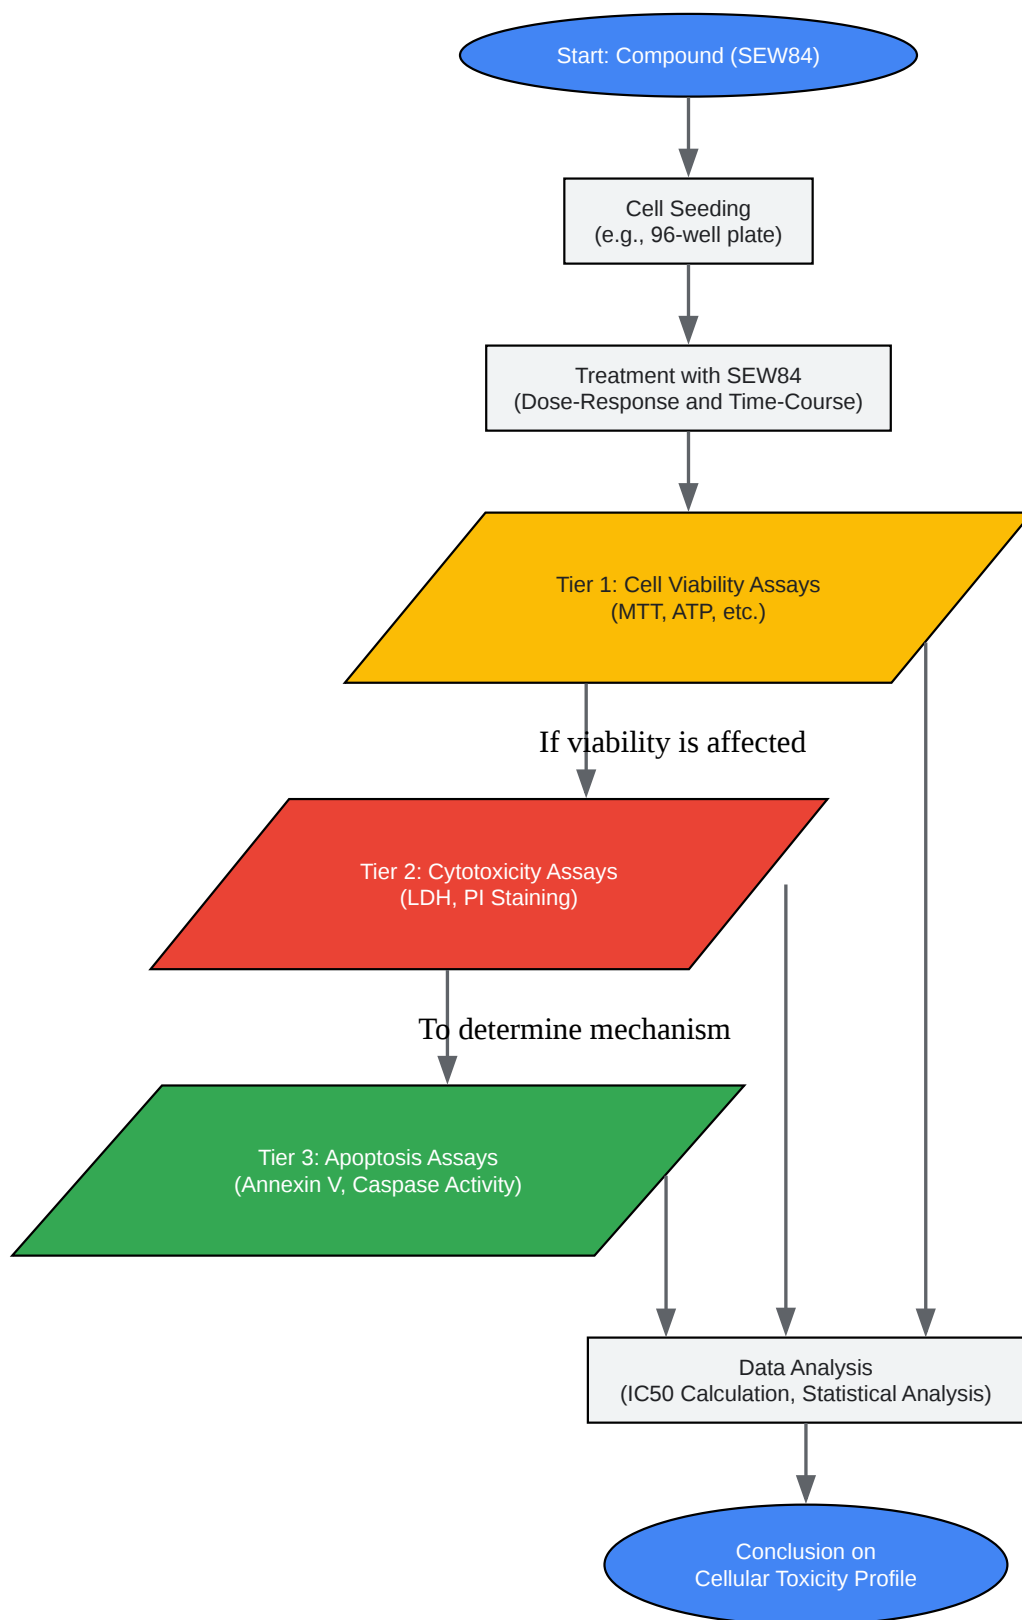 Start: Compound (SEW84)
Cell Seeding
(e.g., 96-well plate)
Treatment with SEW84
(Dose-Response and Time-Course)
Tier 1: Cell Viability Assays
(MTT, ATP, etc.)
If viability is affected
Tier 2: Cytotoxicity Assays
(LDH, PI Staining)
To determine mechanism
Tier 3: Apoptosis Assays
(Annexin V, Caspase Activity)
Data Analysis
(IC50 Calculation, Statistical Analysis)
Conclusion on
Cellular Toxicity Profile